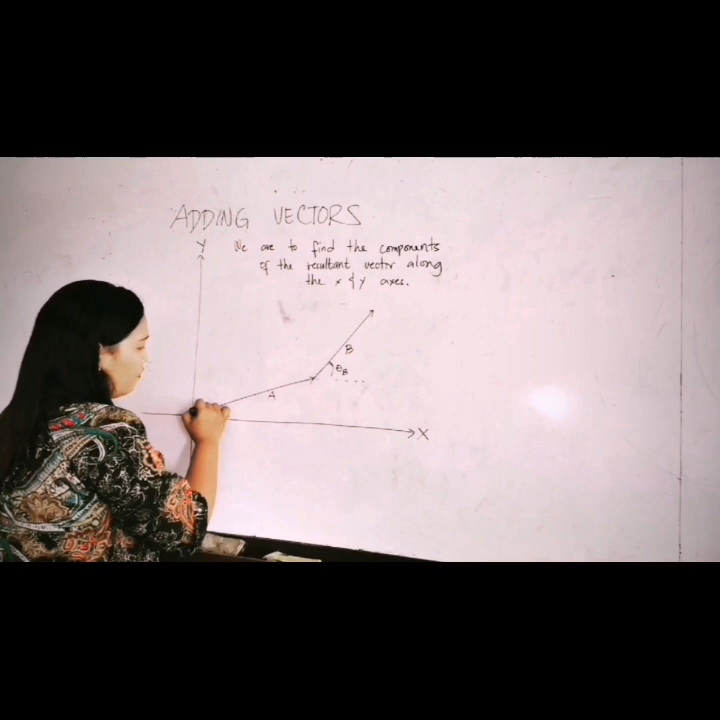 ADDING VECTORS
Y
We are to find the components
of the resultant vector along
the x & y axes.
B
θB
A
X